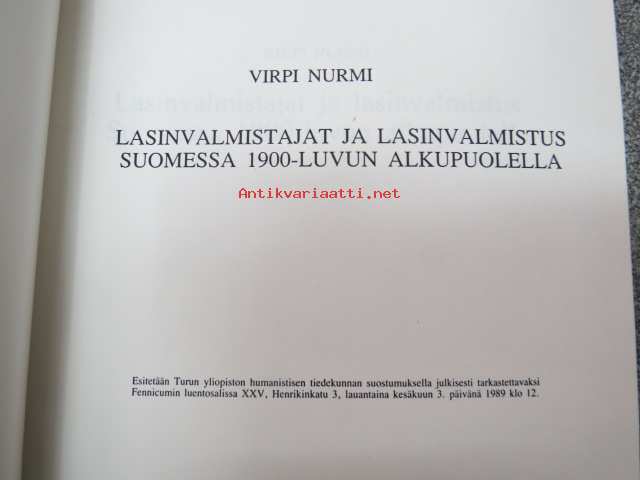 VIRPI NURMI
LASINVALMISTAJAT JA LASINVALMISTUS
SUOMESSA 1900-LUVUN ALKUPUOLELLA
Antikvariaatti.net
Esitetään Turun yliopiston humanistisen tiedekunnan suostumuksella julkisesti tarkastettavaksi
Fennicumin luentosalissa XXV, Henrikinkatu 3, lauantaina kesäkuun 3. päivänä 1989 klo 12.